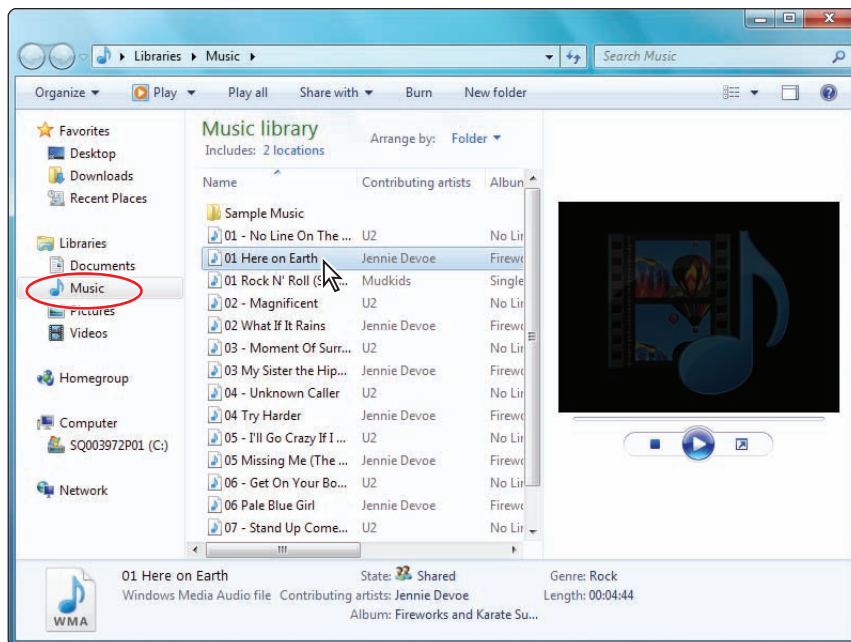 Libraries Music
Search Music
Organize Play Play all Share with Burn New folder
Favorites
Desktop
Downloads
Recent Places
Libraries
Documents
Music
Pictures
Videos
Homegroup
Computer
SQ003972P01 (C:)
Network
Music library
Includes: 2 locations
Arrange by: Folder
Name Contributing artists Album
Sample Music
01 - No Line On The ... U2 No Lin
01 Here on Earth Jennie Devoe Firewo
01 Rock N' Roll (S... Mudkids Single
02 - Magnificent U2 No Lin
02 What If It Rains Jennie Devoe Firewo
03 - Moment Of Surr... U2 No Lin
03 My Sister the Hip... Jennie Devoe Firewo
04 - Unknown Caller U2 No Lin
04 Try Harder Jennie Devoe Firewo
05 - I'll Go Crazy If I ... U2 No Lin
05 Missing Me (The ... Jennie Devoe Firewo
06 - Get On Your Bo... U2 No Lin
06 Pale Blue Girl Jennie Devoe Firewo
07 - Stand Up Come... U2 No Lin
WMA
01 Here on Earth State: Shared Genre: Rock
Windows Media Audio file Contributing artists: Jennie Devoe Length: 00:04:44
Album: Fireworks and Karate Su...